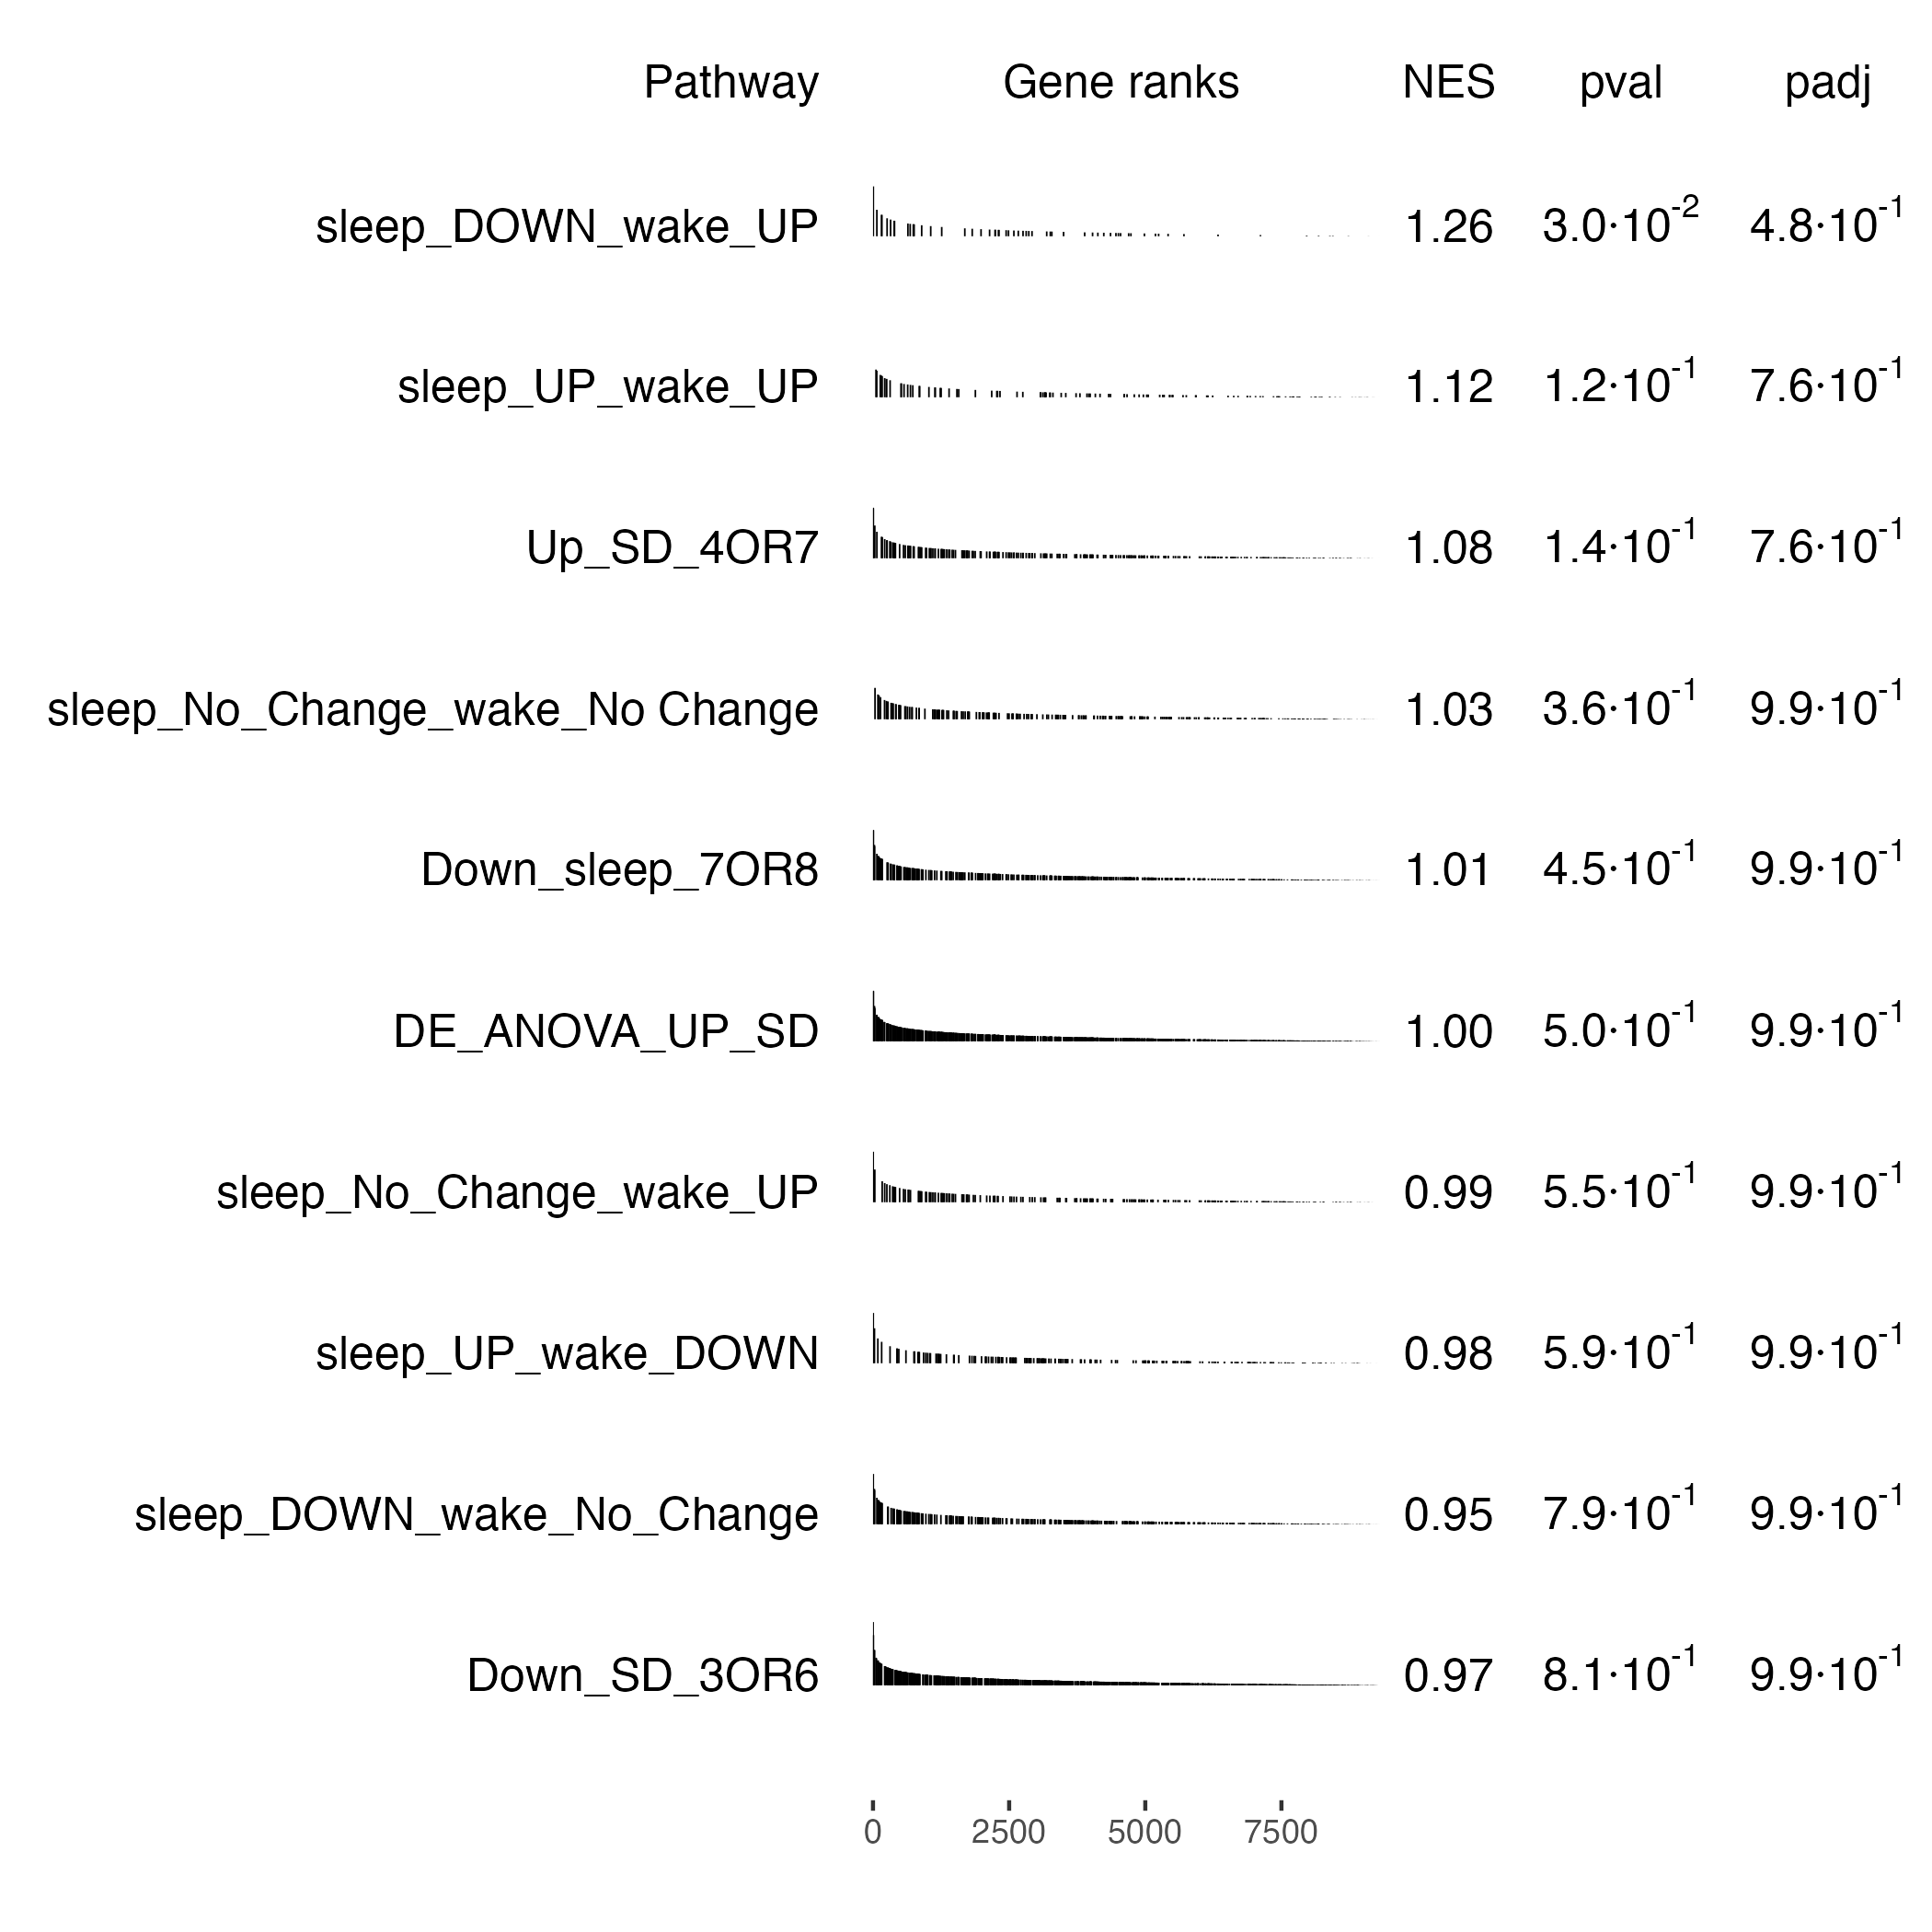 Pathway Gene ranks NES pval padj
sleep_DOWN_wake_UP 1.26 3.0·10⁻² 4.8·10⁻¹
sleep_UP_wake_UP 1.12 1.2·10⁻¹ 7.6·10⁻¹
Up_SD_4OR7 1.08 1.4·10⁻¹ 7.6·10⁻¹
sleep_No_Change_wake_No Change 1.03 3.6·10⁻¹ 9.9·10⁻¹
Down_sleep_7OR8 1.01 4.5·10⁻¹ 9.9·10⁻¹
DE_ANOVA_UP_SD 1.00 5.0·10⁻¹ 9.9·10⁻¹
sleep_No_Change_wake_UP 0.99 5.5·10⁻¹ 9.9·10⁻¹
sleep_UP_wake_DOWN 0.98 5.9·10⁻¹ 9.9·10⁻¹
sleep_DOWN_wake_No_Change 0.95 7.9·10⁻¹ 9.9·10⁻¹
Down_SD_3OR6 0.97 8.1·10⁻¹ 9.9·10⁻¹
0 2500 5000 7500